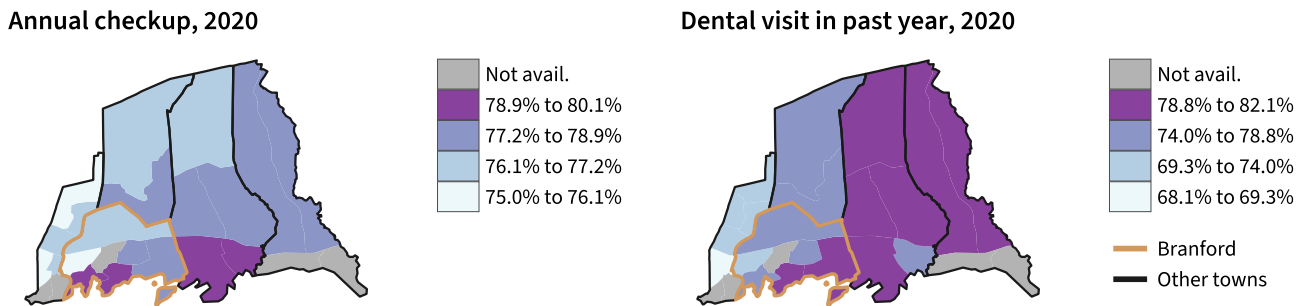 Annual checkup, 2020
Not avail.
78.9% to 80.1%
77.2% to 78.9%
76.1% to 77.2%
75.0% to 76.1%
Dental visit in past year, 2020
Not avail.
78.8% to 82.1%
74.0% to 78.8%
69.3% to 74.0%
68.1% to 69.3%
Branford
Other towns